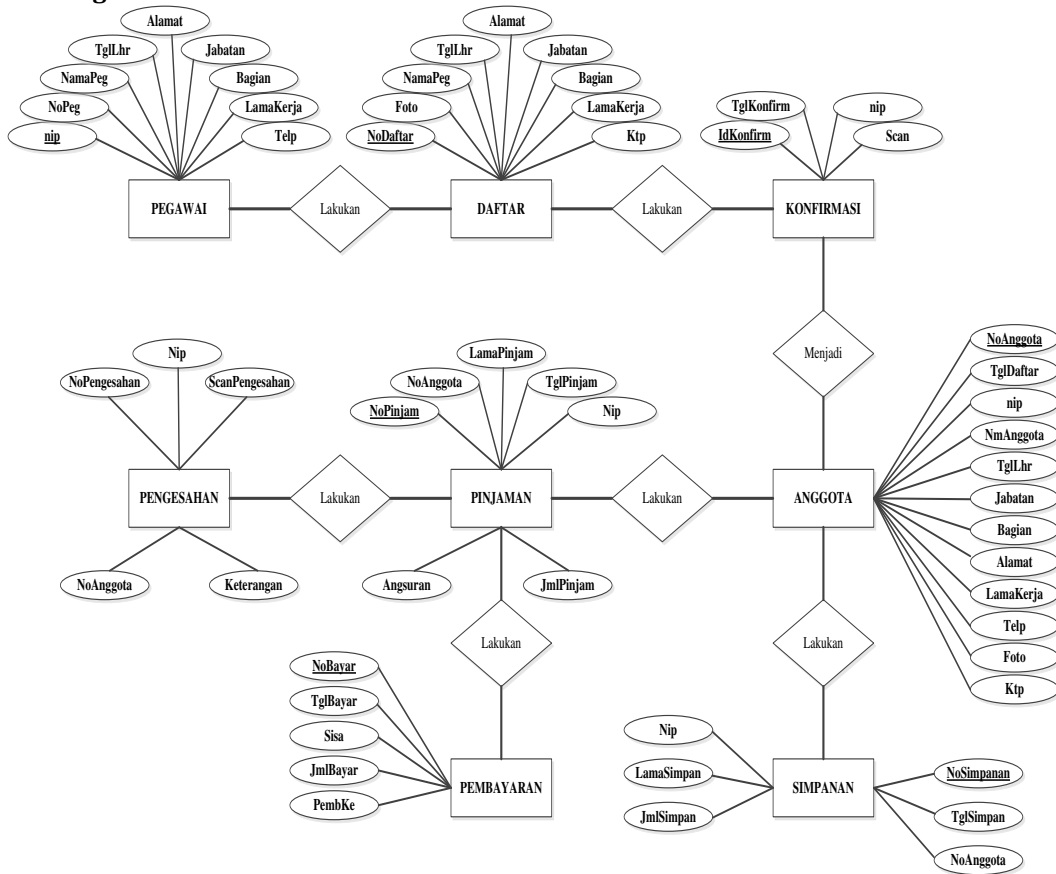 Alamat
TglLhr
Jabatan
NamaPeg
Bagian
NoPeg
LamaKerja
nip
Telp
PEGAWAI
Lakukan
Alamat
TglLhr
Jabatan
NamaPeg
Bagian
Foto
LamaKerja
NoDaftar
Ktp
DAFTAR
Lakukan
TglKonfirm
nip
IdKonfirm
Scan
KONFIRMASI
Menjadi
Nip
NoPengesahan
ScanPengesahan
PENGESAHAN
NoAnggota
Keterangan
Lakukan
LamaPinjam
NoAnggota
TglPinjam
NoPinjam
Nip
PINJAMAN
Angsuran
JmlPinjam
Lakukan
ANGGOTA
NoAnggota
TglDaftar
nip
NmAnggota
TglLhr
Jabatan
Bagian
Alamat
LamaKerja
Telp
Foto
Ktp
Lakukan
Lakukan
NoBayar
TglBayar
Sisa
JmlBayar
PembKe
PEMBAYARAN
Nip
LamaSimpan
JmlSimpan
SIMPANAN
NoSimpanan
TglSimpan
NoAnggota